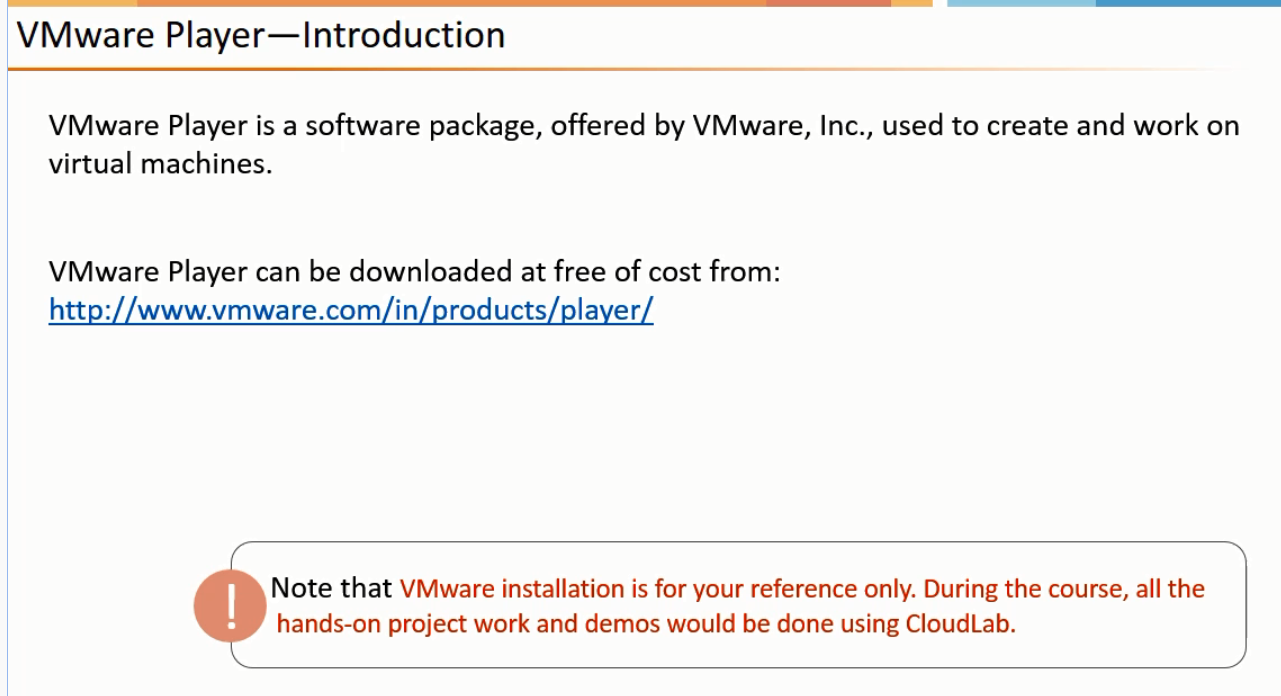 VMware Player—Introduction
VMware Player is a software package, offered by VMware, Inc., used to create and work on
virtual machines.
VMware Player can be downloaded at free of cost from:
http://www.vmware.com/in/products/player/
! Note that VMware installation is for your reference only. During the course, all the
hands-on project work and demos would be done using CloudLab.